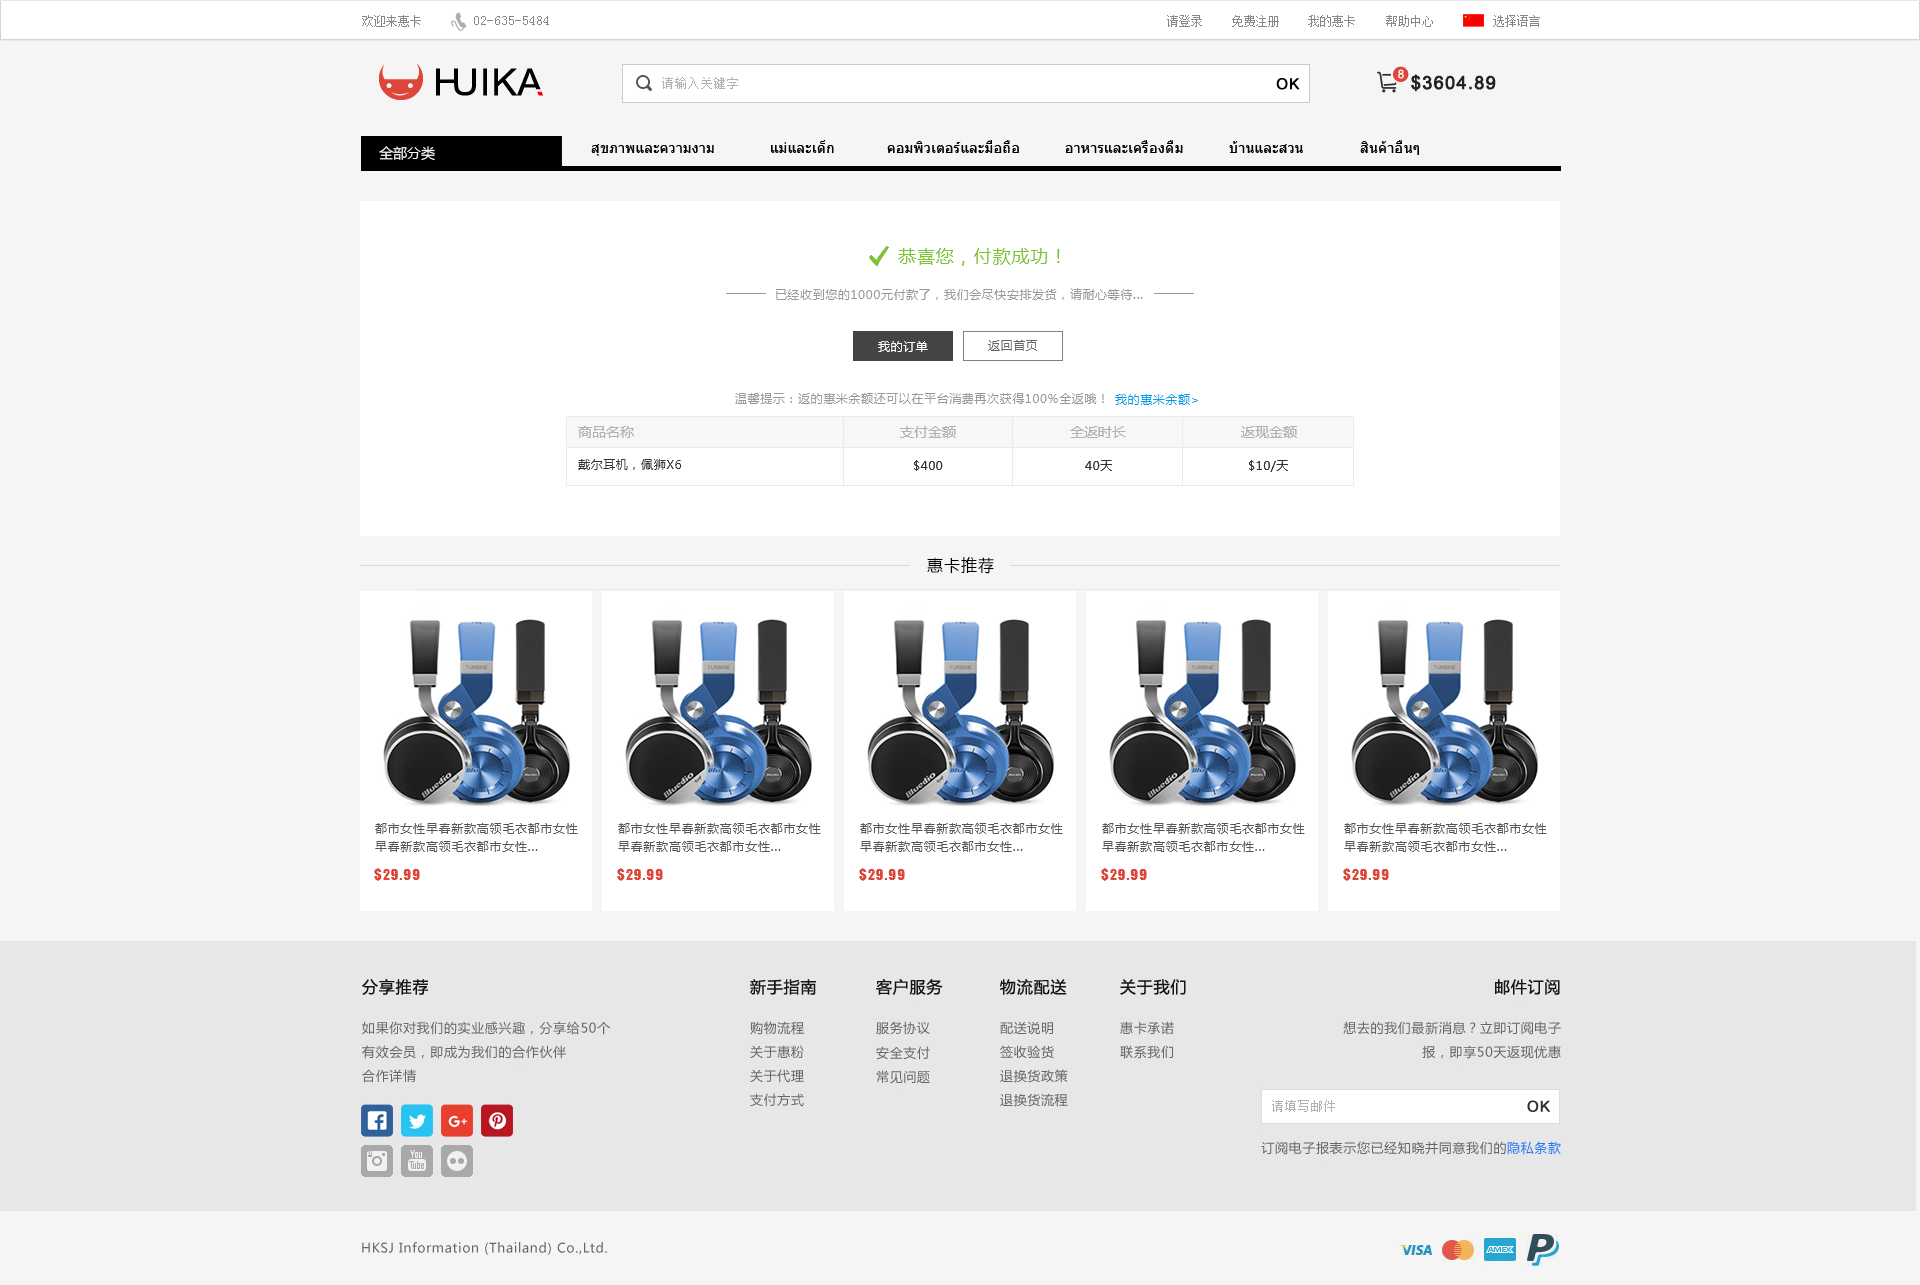 欢迎来惠卡
02-635-5484
请登录
免费注册
我的惠卡
帮助中心
选择语言
HUIKA
请输入关键字
OK
8
$3604.89
全部分类
สุขภาพและความงาม
แม่และเด็ก
คอมพิวเตอร์และมือถือ
อาหารและเครื่องดื่ม
บ้านและสวน
สินค้าอื่นๆ
恭喜您，付款成功！
已经收到您的1000元付款了，我们会尽快安排发货，请耐心等待...
我的订单
返回首页
温馨提示：返的惠米余额还可以在平台消费再次获得100%全返哦！ 我的惠米余额>
商品名称 支付金额 全返时长 返现金额
戴尔耳机，佩狮X6 $400 40天 $10/天
惠卡推荐
TURBINE
Bluedio
TURBINE
Bluedio
TURBINE
Bluedio
TURBINE
Bluedio
TURBINE
Bluedio
都市女性早春新款高领毛衣都市女性
早春新款高领毛衣都市女性...
$29.99
都市女性早春新款高领毛衣都市女性
早春新款高领毛衣都市女性...
$29.99
都市女性早春新款高领毛衣都市女性
早春新款高领毛衣都市女性...
$29.99
都市女性早春新款高领毛衣都市女性
早春新款高领毛衣都市女性...
$29.99
都市女性早春新款高领毛衣都市女性
早春新款高领毛衣都市女性...
$29.99
分享推荐
如果你对我们的实业感兴趣，分享给50个
有效会员，即成为我们的合作伙伴
合作详情
G+
You
Tube
新手指南
购物流程
关于惠粉
关于代理
支付方式
客户服务
服务协议
安全支付
常见问题
物流配送
配送说明
签收验货
退换货政策
退换货流程
关于我们
惠卡承诺
联系我们
邮件订阅
想去的我们最新消息？立即订阅电子
报，即享50天返现优惠
请填写邮件
OK
订阅电子报表示您已经知晓并同意我们的隐私条款
HKSJ Information (Thailand) Co.,Ltd.
VISA
AMEX